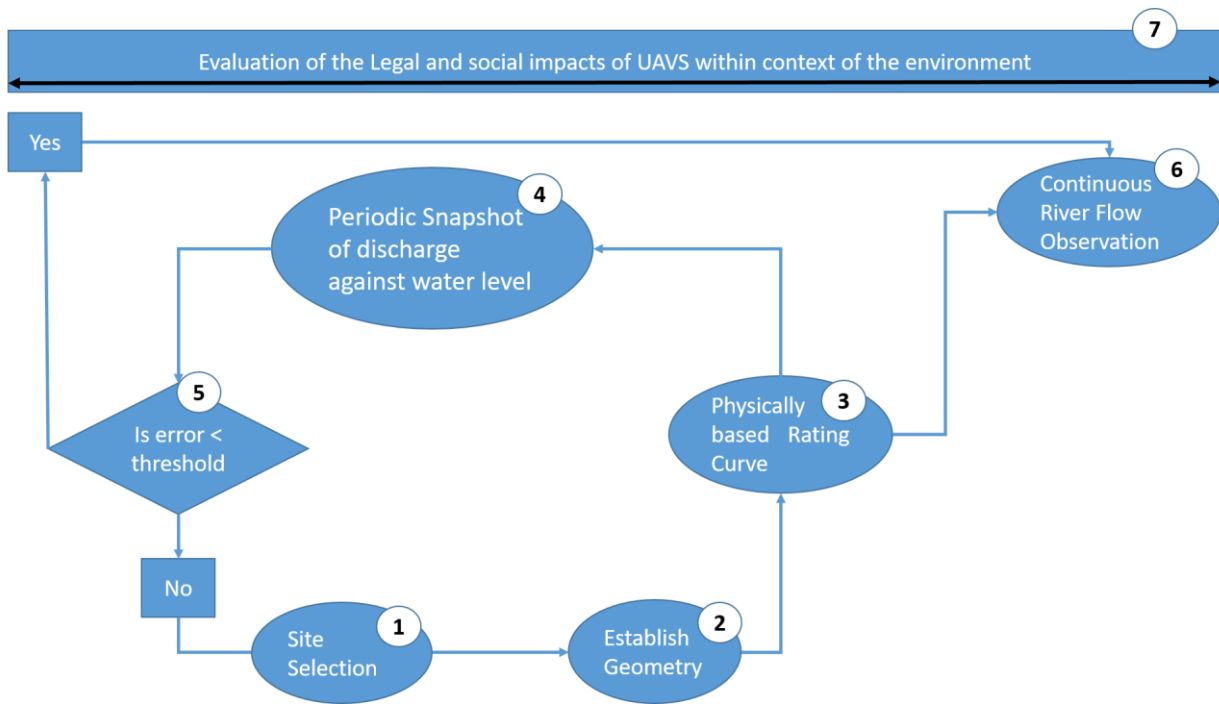 7
Evaluation of the Legal and social impacts of UAVS within context of the environment
Yes
4
Periodic Snapshot
of discharge
against water level
6
Continuous
River Flow
Observation
5
Is error <
threshold
3
Physically
based Rating
Curve
No
1
Site
Selection
2
Establish
Geometry